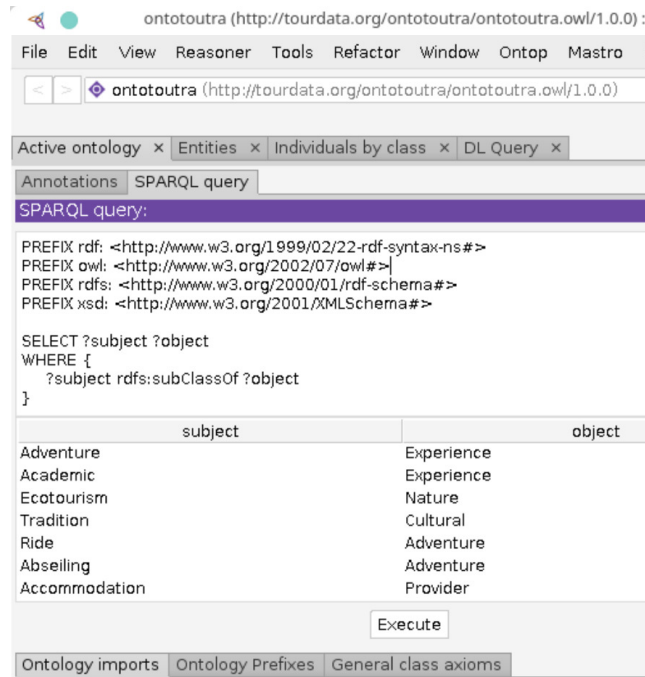 ontotoutra (http://tourdata.org/ontotoutra/ontotoutra.owl/1.0.0) :
File Edit View Reasoner Tools Refactor Window Ontop Mastro
< > ontotoutra (http://tourdata.org/ontotoutra/ontotoutra.owl/1.0.0)
Active ontology × Entities × Individuals by class × DL Query ×
Annotations SPARQL query
SPARQL query:
PREFIX rdf: <http://www.w3.org/1999/02/22-rdf-syntax-ns#>
PREFIX owl: <http://www.w3.org/2002/07/owl#>
PREFIX rdfs: <http://www.w3.org/2000/01/rdf-schema#>
PREFIX xsd: <http://www.w3.org/2001/XMLSchema#>
SELECT ?subject ?object
WHERE {
?subject rdfs:subClassOf ?object
}
subject object
Adventure Experience
Academic Experience
Ecotourism Nature
Tradition Cultural
Ride Adventure
Abseiling Adventure
Accommodation Provider
Execute
Ontology imports Ontology Prefixes General class axioms